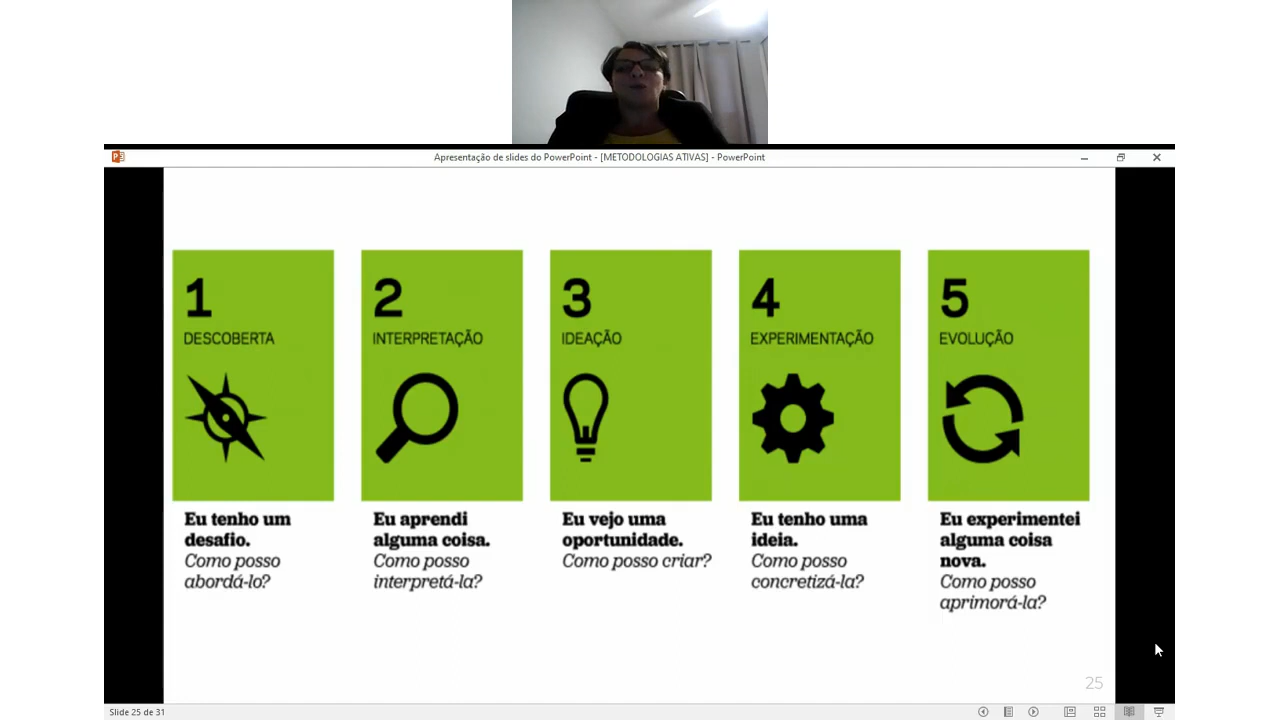 Apresentação de slides do PowerPoint - [METODOLOGIAS ATIVAS] - PowerPoint
1
DESCOBERTA
Eu tenho um
desafio.
Como posso
abordá-lo?
2
INTERPRETAÇÃO
Eu aprendi
alguma coisa.
Como posso
interpretá-la?
3
IDEAÇÃO
Eu vejo uma
oportunidade.
Como posso criar?
4
EXPERIMENTAÇÃO
Eu tenho uma
ideia.
Como posso
concretizá-la?
5
EVOLUÇÃO
Eu experimentei
alguma coisa
nova.
Como posso
aprimorá-la?
25
Slide 25 de 31